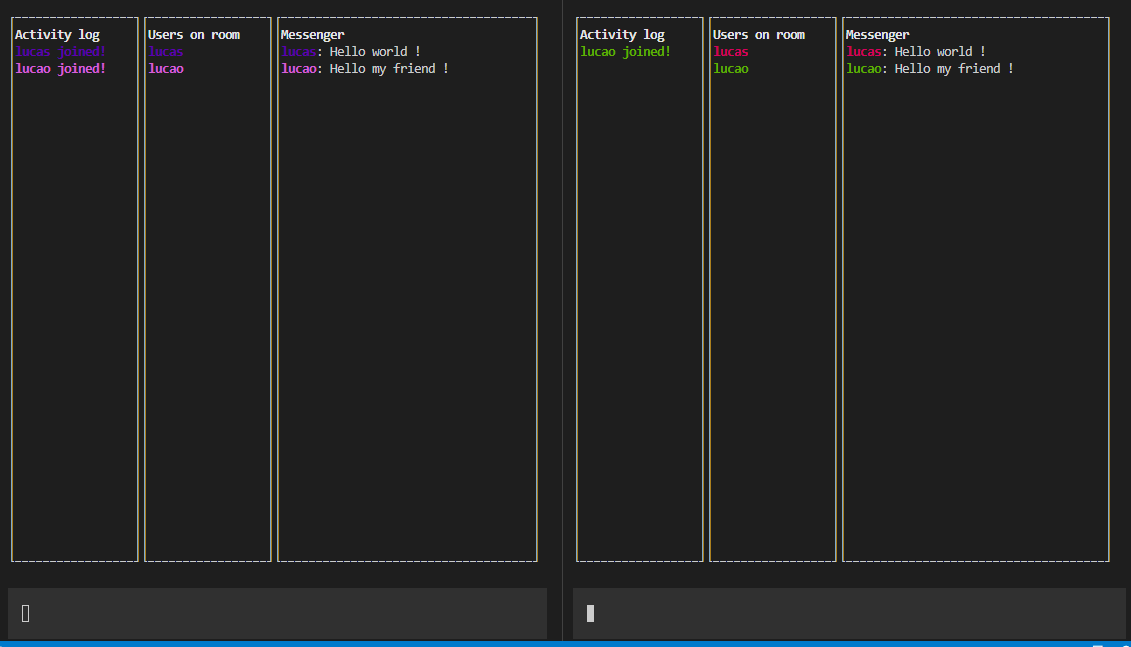 Activity log
lucas joined!
lucao joined!
Users on room
lucas
lucao
Messenger
lucas: Hello world !
lucao: Hello my friend !
Activity log
lucao joined!
Users on room
lucas
lucao
Messenger
lucas: Hello world !
lucao: Hello my friend !